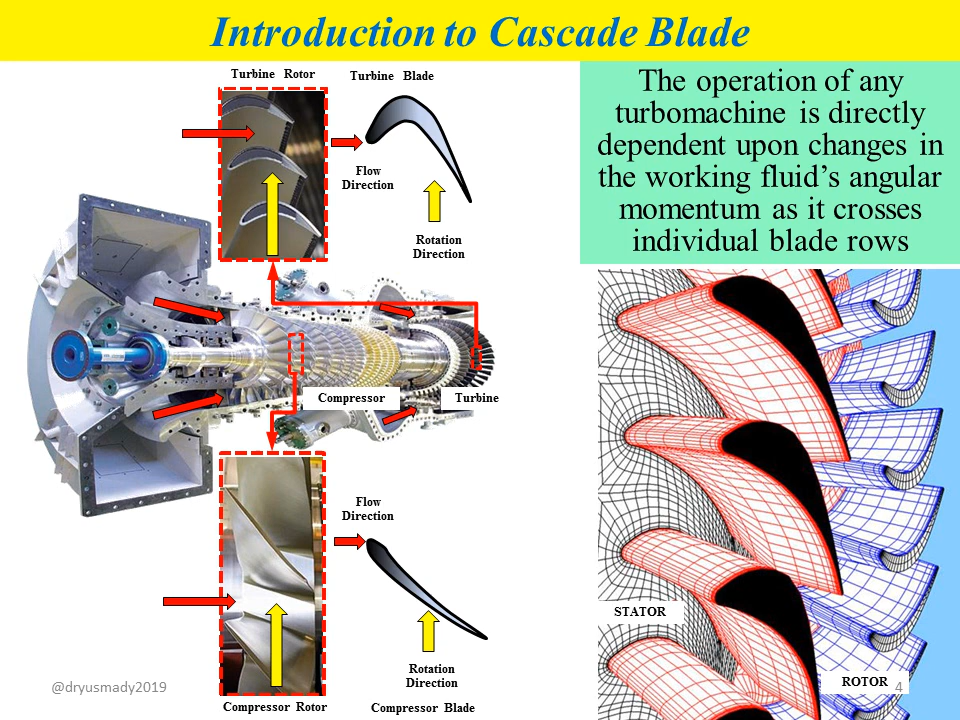 Introduction to Cascade Blade
Turbine Rotor
Turbine Blade
Flow
Direction
Rotation
Direction
The operation of any
turbomachine is directly
dependent upon changes in
the working fluid’s angular
momentum as it crosses
individual blade rows
Compressor
Turbine
Flow
Direction
Rotation
Direction
Compressor Rotor
Compressor Blade
STATOR
ROTOR
@dryusmady2019
4